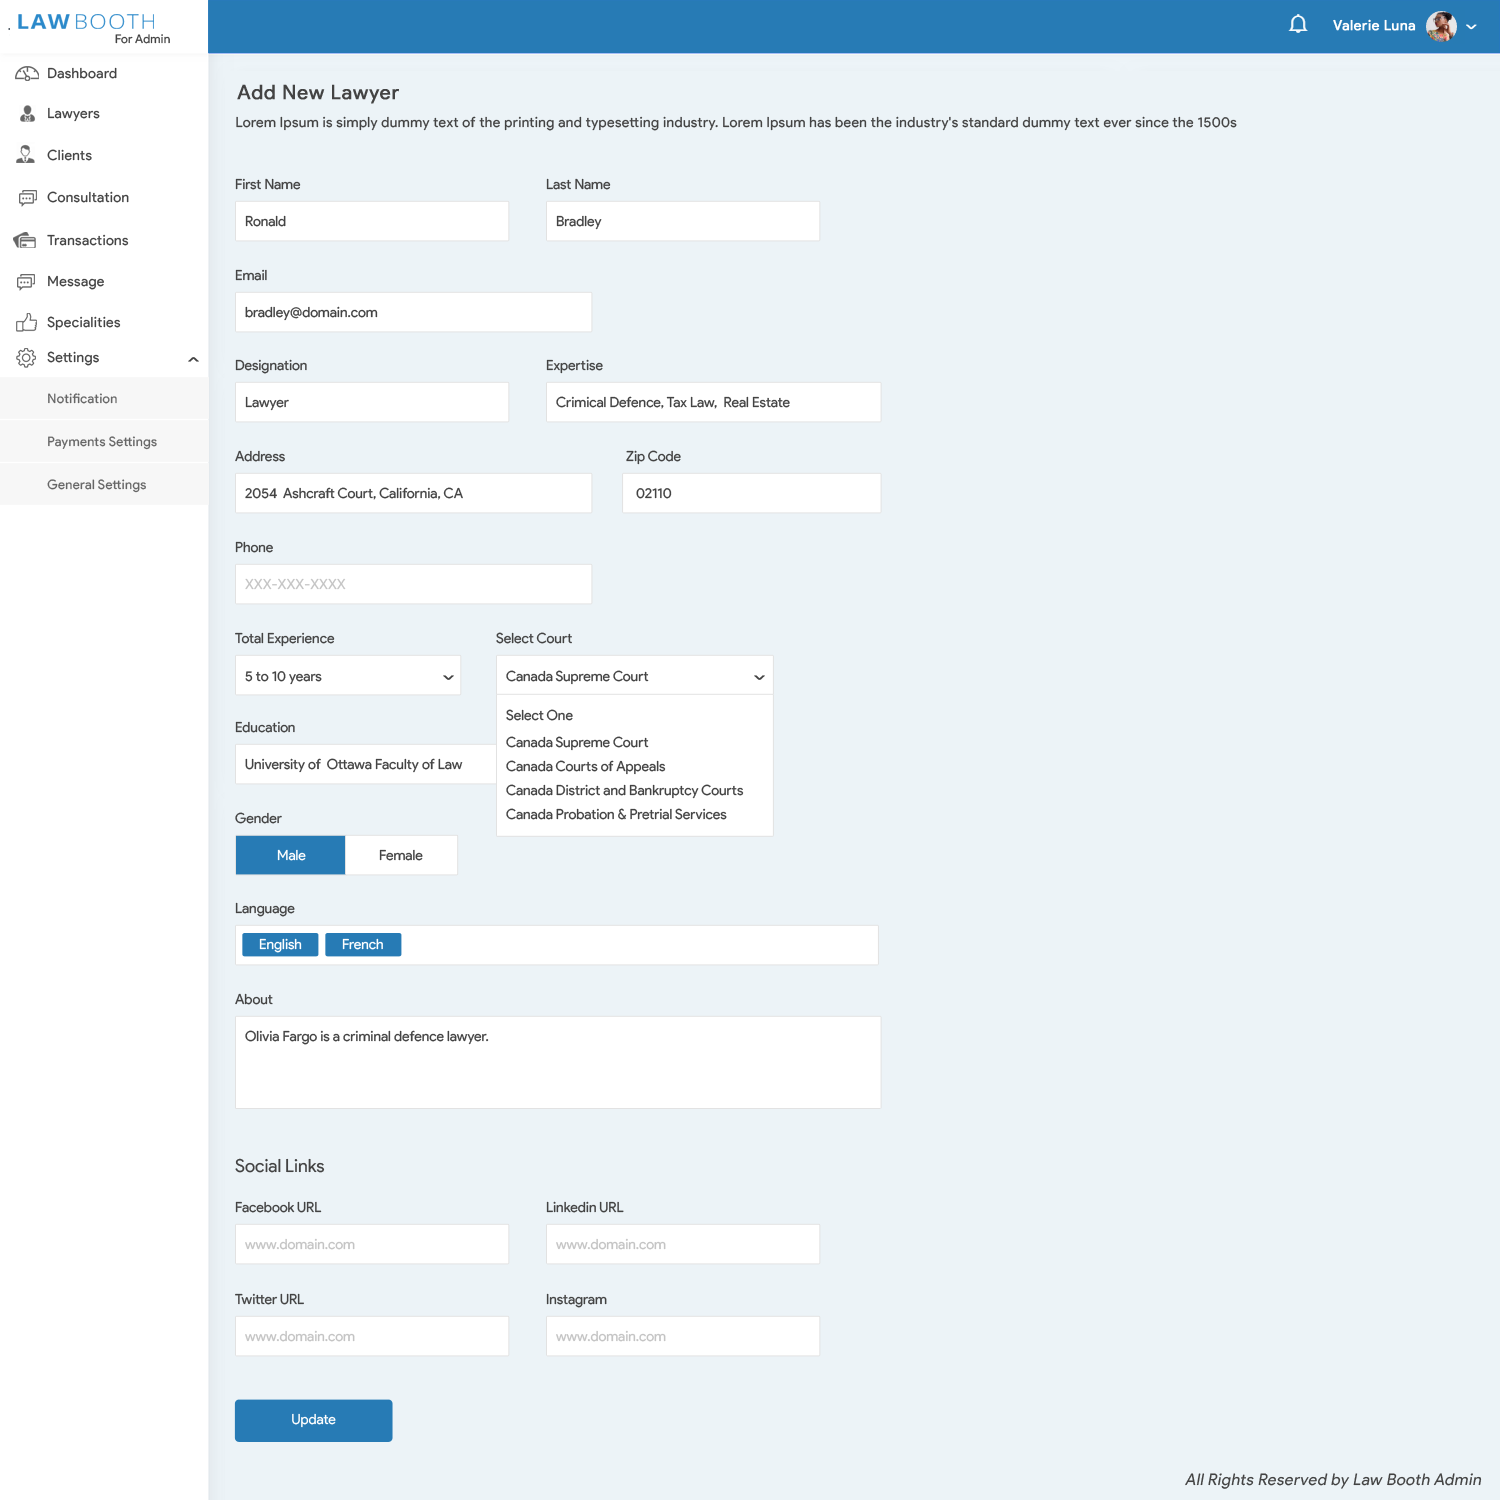 LAWBOOTH
For Admin
Valerie Luna
Dashboard
Lawyers
Clients
Consultation
Transactions
Message
Specialities
Settings
Notification
Payments Settings
General Settings
Add New Lawyer
Lorem Ipsum is simply dummy text of the printing and typesetting industry. Lorem Ipsum has been the industry's standard dummy text ever since the 1500s
First Name Last Name
Ronald Bradley
Email
bradley@domain.com
Designation Expertise
Lawyer Crimical Defence, Tax Law, Real Estate
Address Zip Code
2054 Ashcraft Court, California, CA 02110
Phone
XXX-XXX-XXXX
Total Experience Select Court
5 to 10 years Canada Supreme Court
Select One
Canada Supreme Court
Canada Courts of Appeals
Canada District and Bankruptcy Courts
Canada Probation & Pretrial Services
Education
University of Ottawa Faculty of Law
Gender
Male Female
Language
English French
About
Olivia Fargo is a criminal defence lawyer.
Social Links
Facebook URL Linkedin URL
www.domain.com www.domain.com
Twitter URL Instagram
www.domain.com www.domain.com
Update
All Rights Reserved by Law Booth Admin